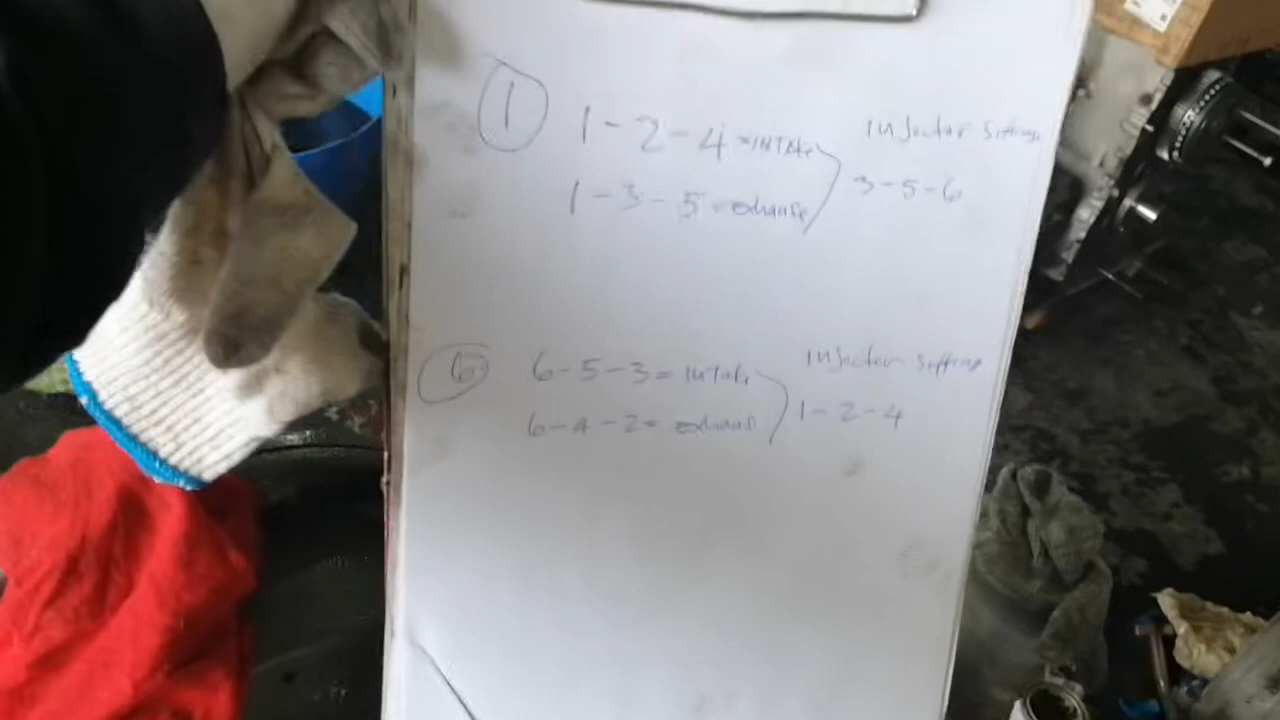 1 1-2-4 =INTake Injector Settings
1-3-5 = exhause 3-5-6
6 6-5-3= INTake Injector Setting
6-4-2= exhaus 1-2-4